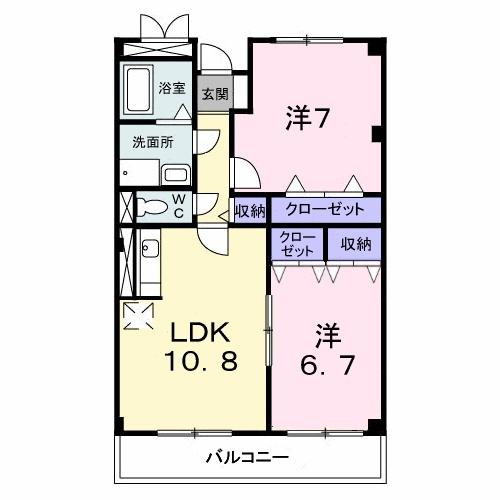 浴室
玄関
洋7
洗面所
WC
収納
クローゼット
クロー
ゼット
収納
LDK
10.8
洋
6.7
バルコニー